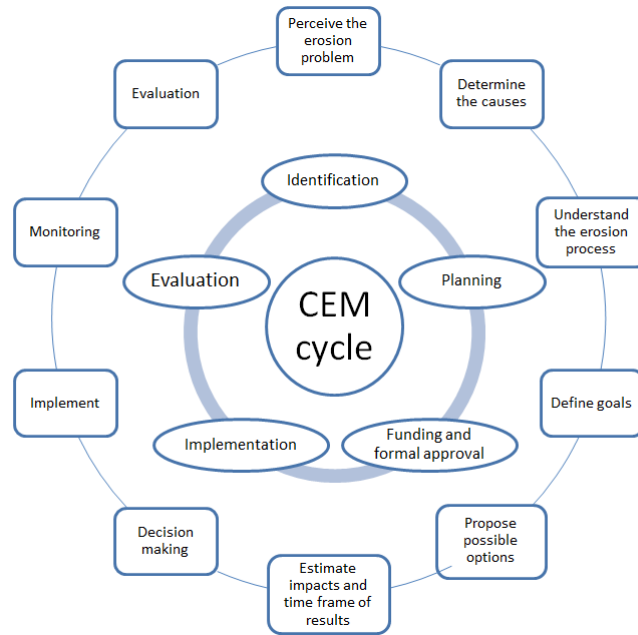 Perceive the
erosion
problem
Determine
the causes
Understand
the erosion
process
Define goals
Propose
possible
options
Estimate
impacts and
time frame of
results
Decision
making
Implement
Monitoring
Evaluation
Identification
Planning
Funding and
formal approval
Implementation
Evaluation
CEM
cycle